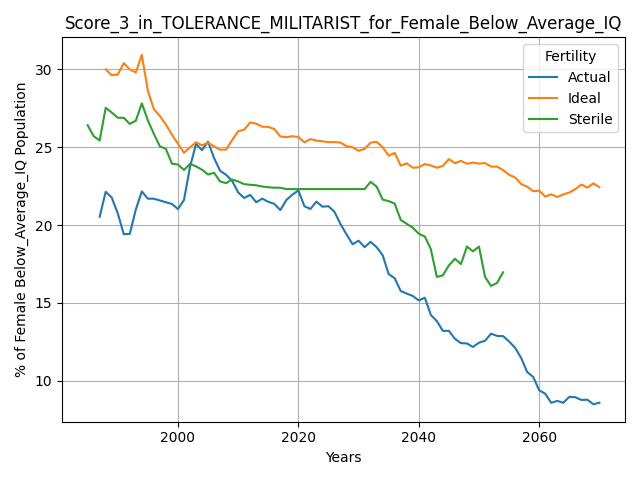 Score_3_in_TOLERANCE_MILITARIST_for_Female_Below_Average_IQ
% of Female Below_Average_IQ Population
30
25
20
15
10
Fertility
Actual
Ideal
Sterile
2000
2020
2040
2060
Years